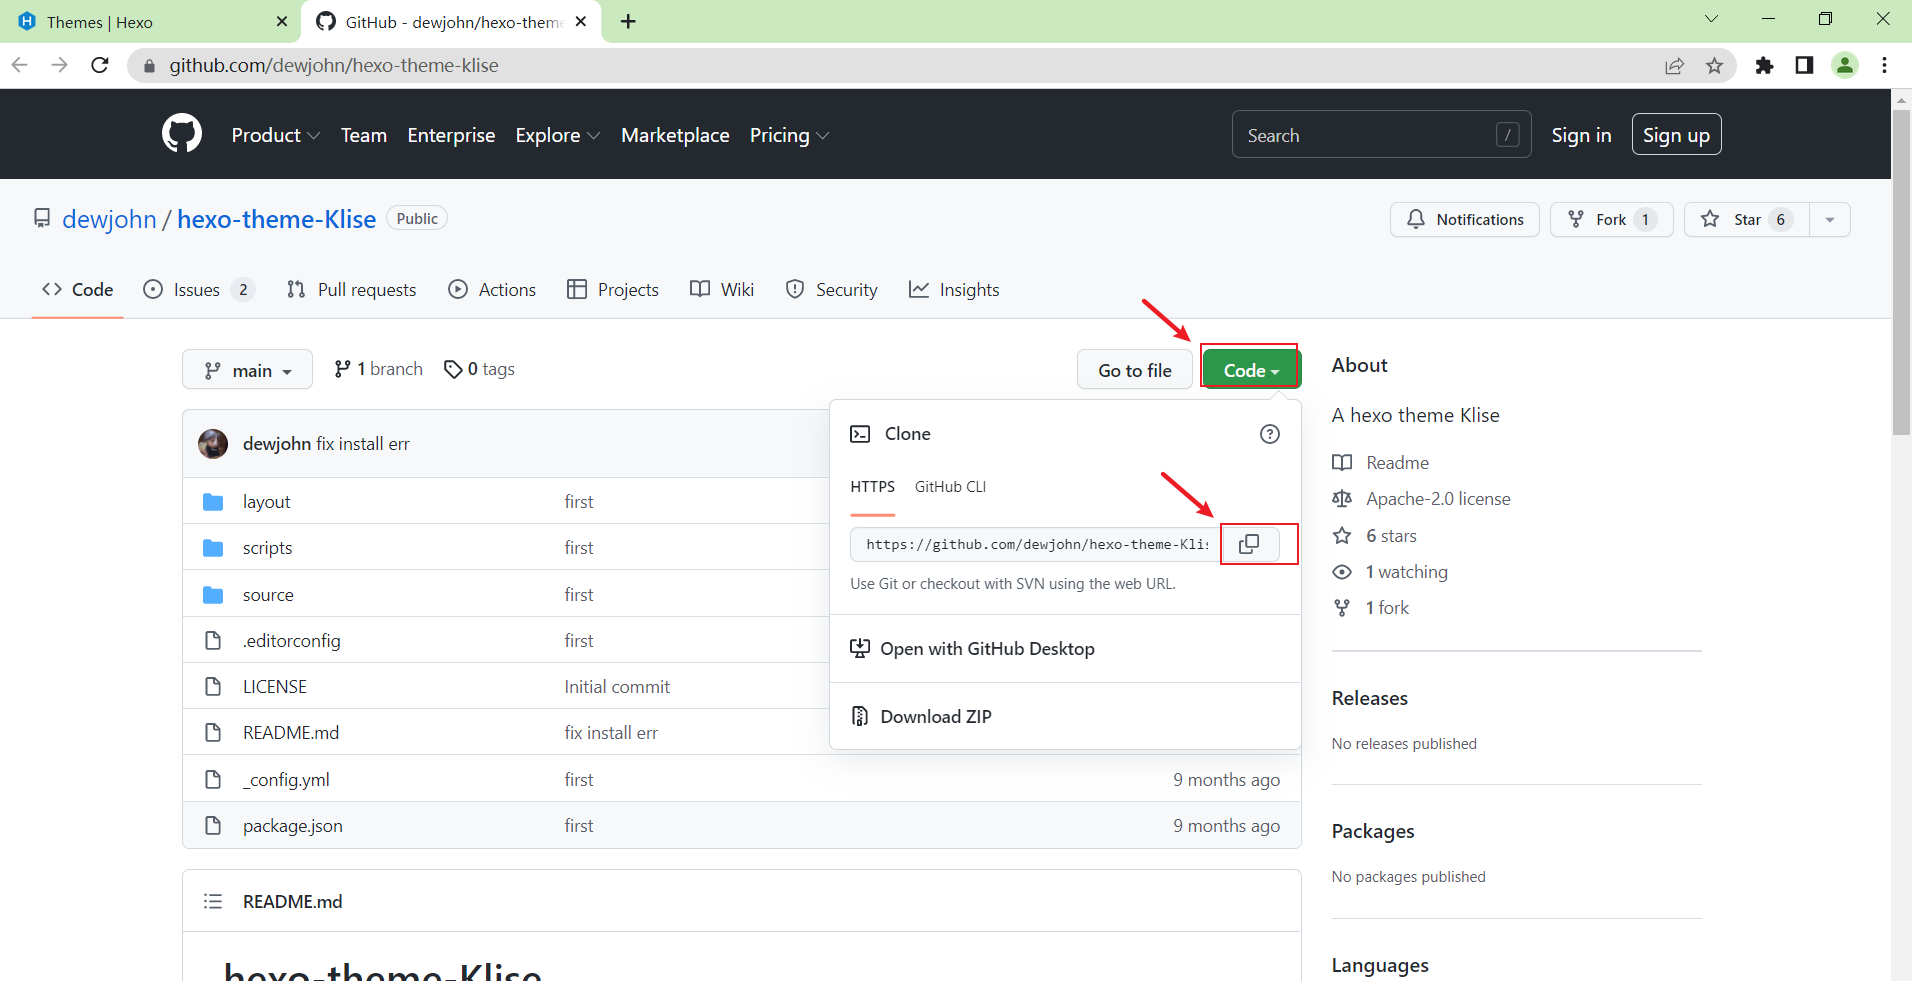 Themes | Hexo
GitHub - dewjohn/hexo-theme
github.com/dewjohn/hexo-theme-klise
Product Team Enterprise Explore Marketplace Pricing Search / Sign in Sign up
dewjohn / hexo-theme-Klise Public
Notifications Fork 1 Star 6
Code Issues 2 Pull requests Actions Projects Wiki Security Insights
main 1 branch 0 tags Go to file Code
dewjohn fix install err
layout first
scripts first
source first
.editorconfig first
LICENSE Initial commit
README.md fix install err
_config.yml first 9 months ago
package.json first 9 months ago
Clone
HTTPS GitHub CLI
https://github.com/dewjohn/hexo-theme-Klis
Use Git or checkout with SVN using the web URL.
Open with GitHub Desktop
Download ZIP
README.md
hexo-theme-Klise
About
A hexo theme Klise
Readme
Apache-2.0 license
6 stars
1 watching
1 fork
Releases
No releases published
Packages
No packages published
Languages